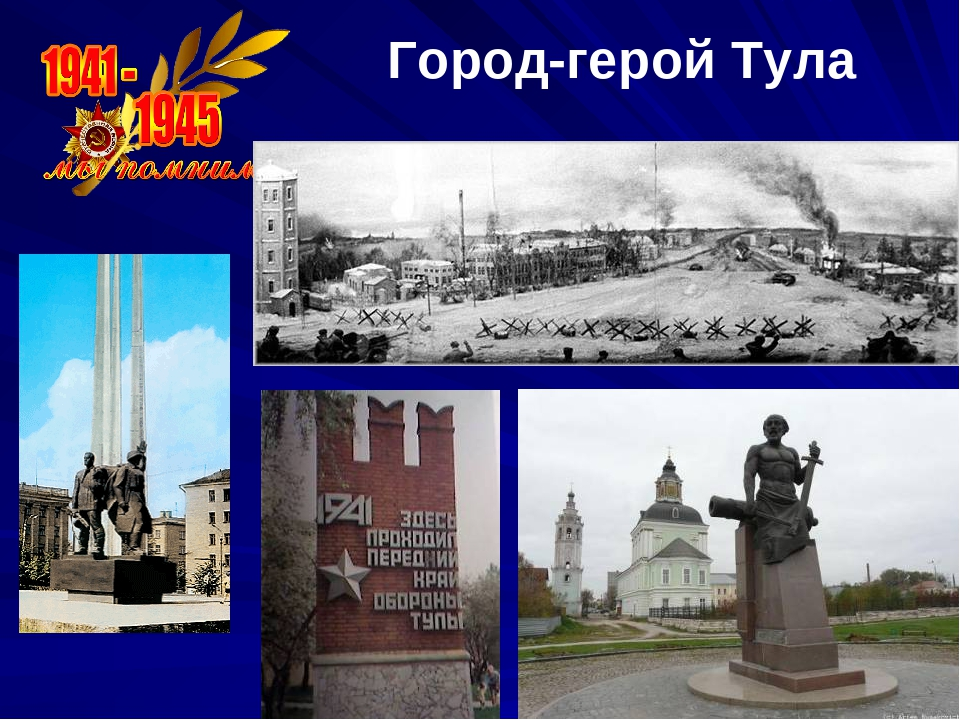 Город-герой Тула
1941 -
1945
мы помним
1941
ЗДЕСЬ
ПРОХОДИЛ
ПЕРЕДНИЙ
КРАЙ
ОБОРОНЫ
ТУЛЫ